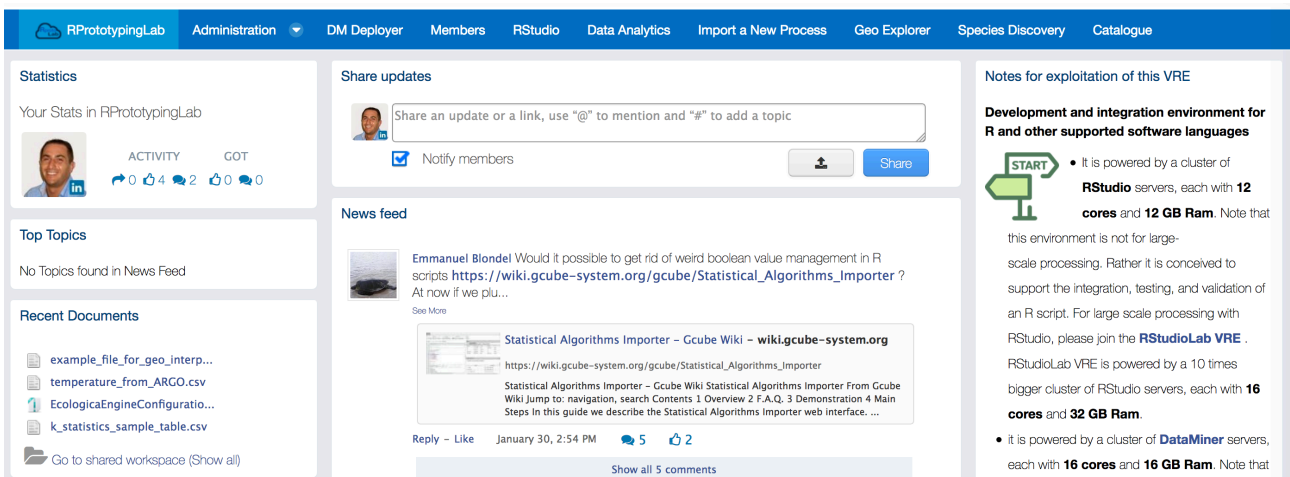 RPrototypingLab
Administration
DM Deployer
Members
RStudio
Data Analytics
Import a New Process
Geo Explorer
Species Discovery
Catalogue
Statistics
Your Stats in RPrototypingLab
ACTIVITY GOT
0 4 2 0 0
Top Topics
No Topics found in News Feed
Recent Documents
example_file_for_geo_interp...
temperature_from_ARGO.csv
EcologicaEngineConfiguratio...
k_statistics_sample_table.csv
Go to shared workspace (Show all)
Share updates
Share an update or a link, use “@” to mention and “#” to add a topic
Notify members
Share
News feed
Emmanuel Blondel Would it possible to get rid of weird boolean value management in R
scripts https://wiki.gcube-system.org/gcube/Statistical_Algorithms_Importer ?
At now if we plu...
See More
Statistical Algorithms Importer – Gcube Wiki – wiki.gcube-system.org
https://wiki.gcube-system.org/gcube/Statistical_Algorithms_Importer
Statistical Algorithms Importer – Gcube Wiki Statistical Algorithms Importer From Gcube
Wiki Jump to: navigation, search Contents 1 Overview 2 F.A.Q. 3 Demonstration 4 Main
Steps In this guide we describe the Statistical Algorithms Importer web interface. ...
Reply – Like January 30, 2:54 PM 5 2
Show all 5 comments
Notes for exploitation of this VRE
Development and integration environment for
R and other supported software languages
START
• It is powered by a cluster of
RStudio servers, each with 12
cores and 12 GB Ram. Note that
this environment is not for large-
scale processing. Rather it is conceived to
support the integration, testing, and validation of
an R script. For large scale processing with
RStudio, please join the RStudioLab VRE .
RStudioLab VRE is powered by a 10 times
bigger cluster of RStudio servers, each with 16
cores and 32 GB Ram.
• it is powered by a cluster of DataMiner servers,
each with 16 cores and 16 GB Ram. Note that